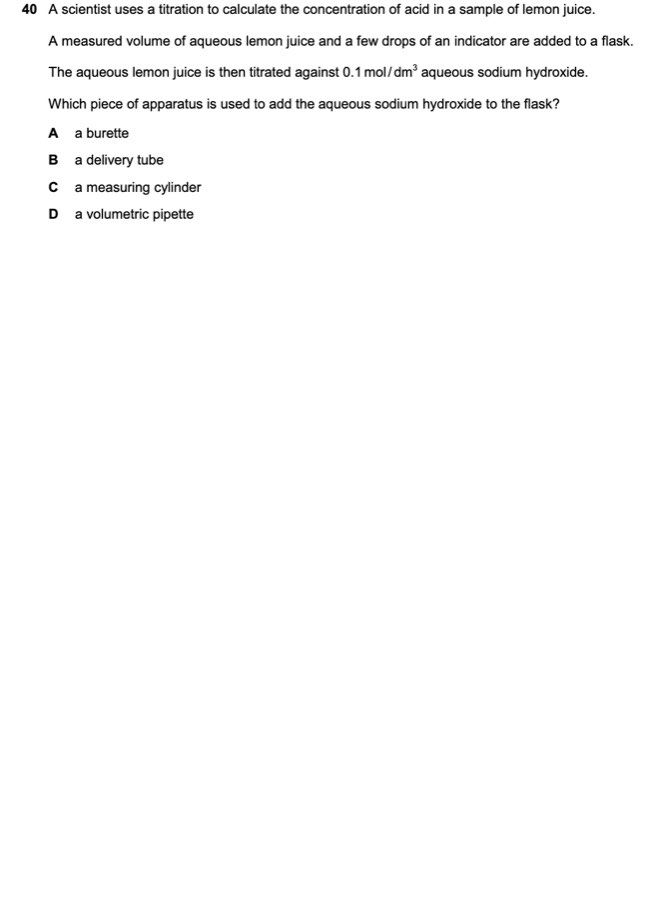 40 A scientist uses a titration to calculate the concentration of acid in a sample of lemon juice.
A measured volume of aqueous lemon juice and a few drops of an indicator are added to a flask.
The aqueous lemon juice is then titrated against 0.1 mol/dm³ aqueous sodium hydroxide.
Which piece of apparatus is used to add the aqueous sodium hydroxide to the flask?
A a burette
B a delivery tube
C a measuring cylinder
D a volumetric pipette